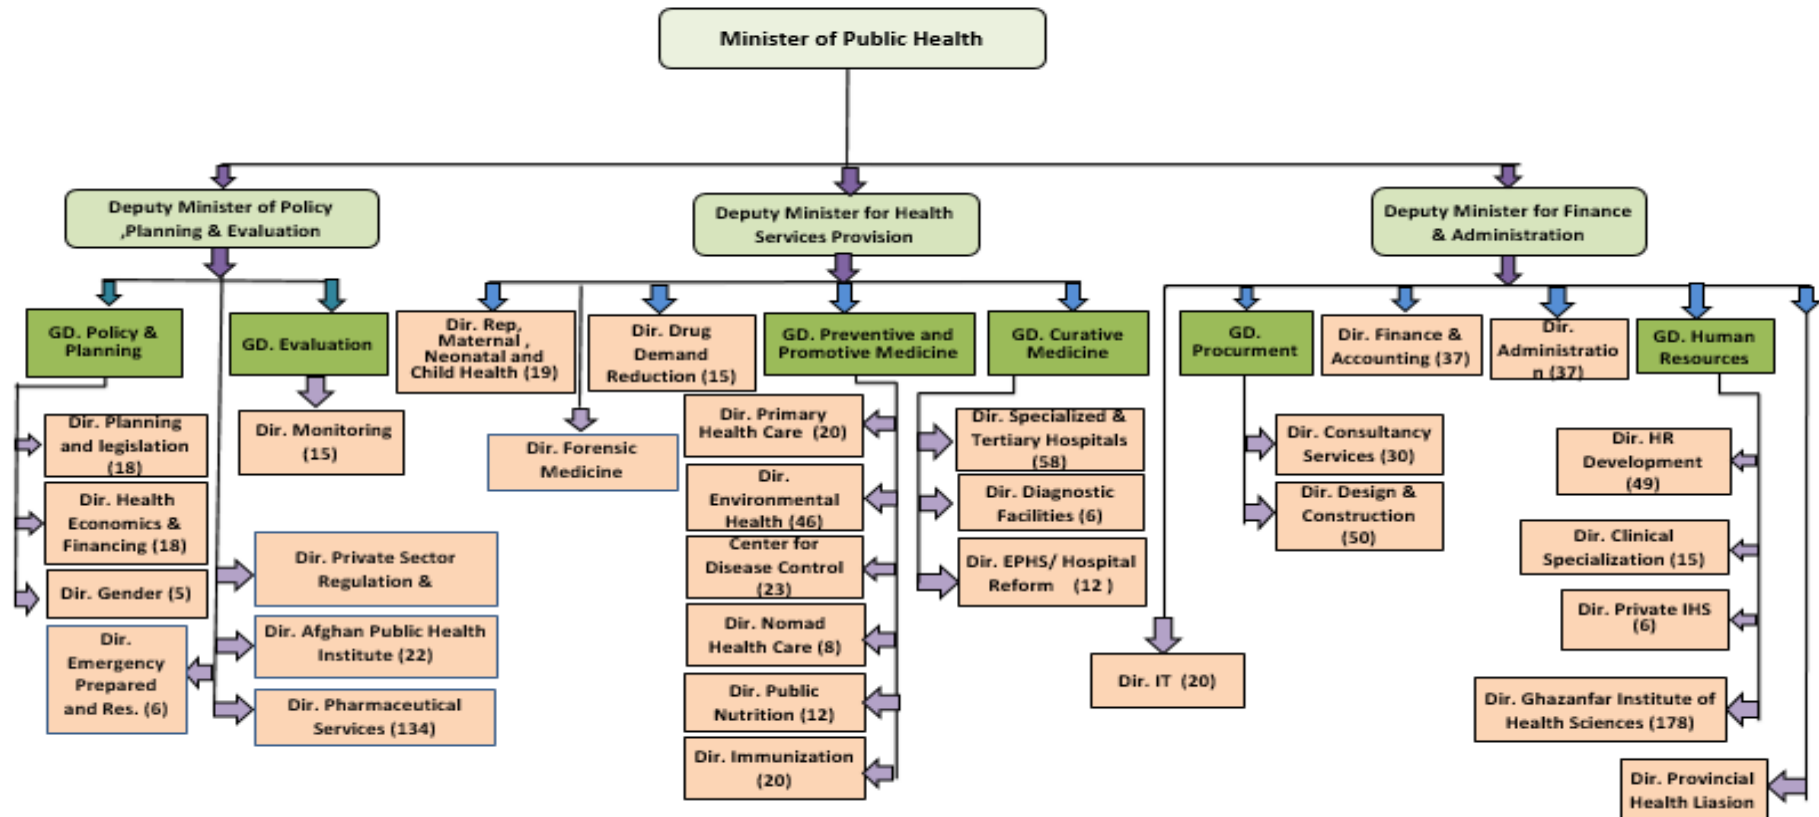 Minister of Public Health
Deputy Minister of Policy
,Planning & Evaluation
Deputy Minister for Health
Services Provision
Deputy Minister for Finance
& Administration
GD. Policy &
Planning
GD. Evaluation
Dir. Rep,
Maternal ,
Neonatal and
Child Health (19)
Dir. Drug
Demand
Reduction (15)
GD. Preventive and
Promotive Medicine
GD. Curative
Medicine
GD.
Procurment
Dir. Finance &
Accounting (37)
Dir.
Administratio
n (37)
GD. Human
Resources
Dir. Planning
and legislation
(18)
Dir. Health
Economics &
Financing (18)
Dir. Gender (5)
Dir.
Emergency
Prepared
and Res. (6)
Dir. Monitoring
(15)
Dir. Private Sector
Regulation &
Dir. Afghan Public Health
Institute (22)
Dir. Pharmaceutical
Services (134)
Dir. Forensic
Medicine
Dir. Primary
Health Care (20)
Dir.
Environmental
Health (46)
Center for
Disease Control
(23)
Dir. Nomad
Health Care (8)
Dir. Public
Nutrition (12)
Dir. Immunization
(20)
Dir. Specialized &
Tertiary Hospitals
(58)
Dir. Diagnostic
Facilities (6)
Dir. EPHS/ Hospital
Reform (12 )
Dir. IT (20)
Dir. Consultancy
Services (30)
Dir. Design &
Construction
(50)
Dir. HR
Development
(49)
Dir. Clinical
Specialization (15)
Dir. Private IHS
(6)
Dir. Ghazanfar Institute of
Health Sciences (178)
Dir. Provincial
Health Liasion